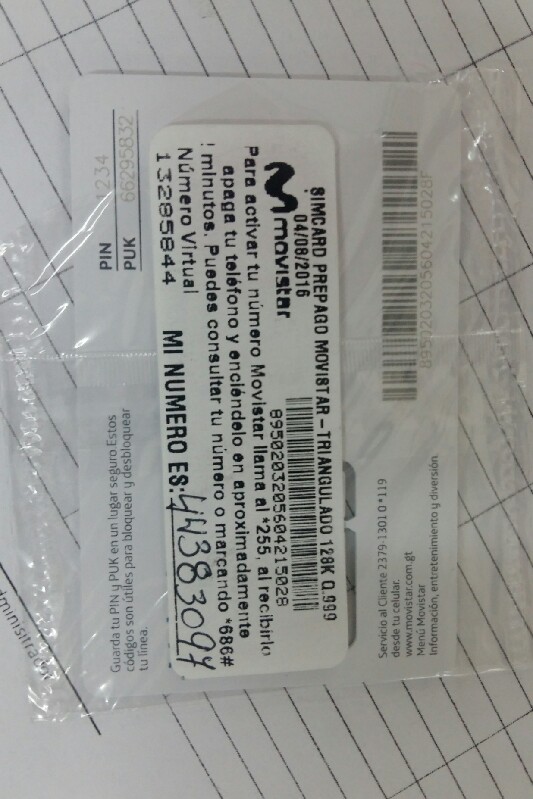 SIMCARD PREPAGO MOVISTAR - TRIANGULADO 128K Q.999
04/08/2016
movistar
8950203205604215028
Para activar tu número Movistar llama al *255, al recibirlo
apaga tu teléfono y enciéndelo en aproximadamente
minutos. Puedes consultar tu número o marcando *686#
Número Virtual
13285844
MI NUMERO ES: 44383094
PIN 1234
PUK 66295832
Guarda tu PIN y PUK en un lugar seguro. Estos
códigos son útiles para bloquear y desbloquear
tu línea.
8950203205604215028F
Servicio al Cliente 2379-1301 0 *119
desde tu celular.
www.movistar.com.gt
Menú Movistar
Información, entretenimiento y diversión.